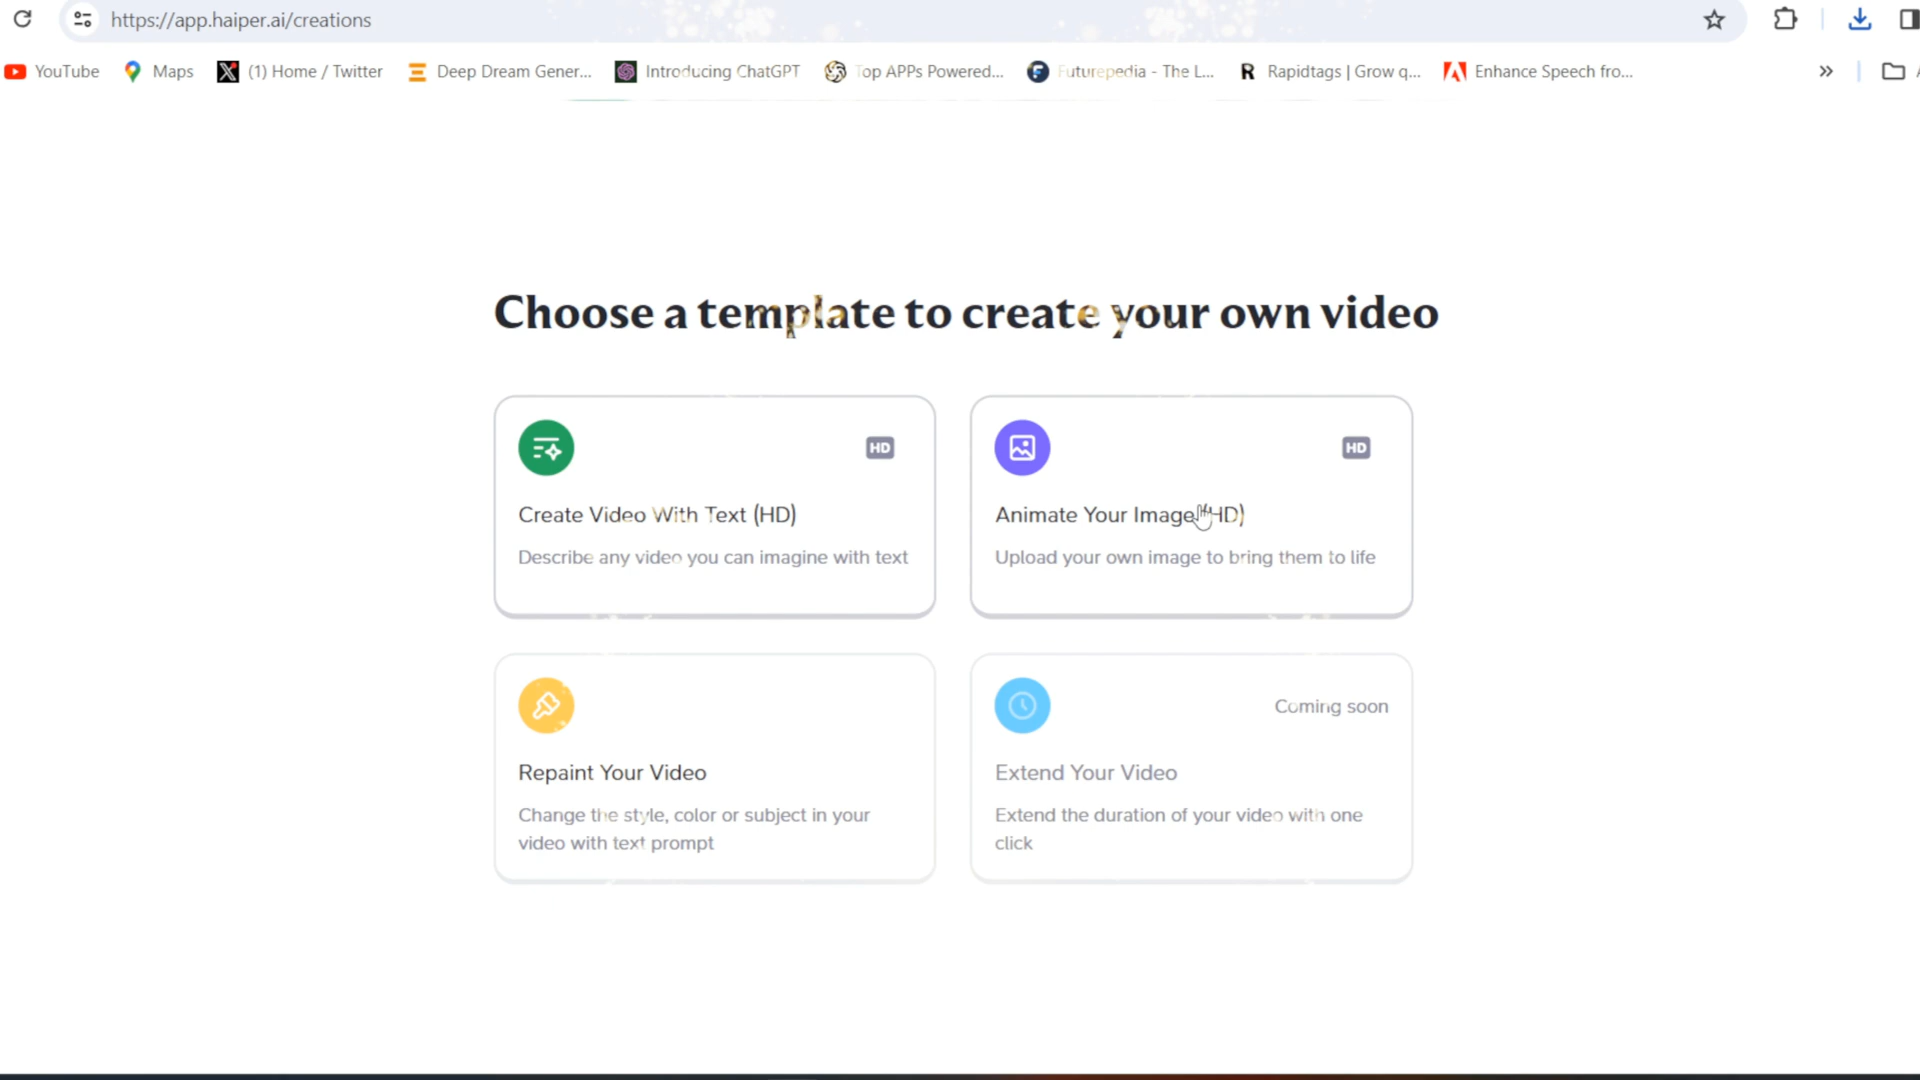 https://app.haiper.ai/creations
YouTube Maps (1) Home / Twitter Deep Dream Gener... Introducing ChatGPT Top APPs Powered... Futurepedia - The L... Rapidtags | Grow q... Enhance Speech fro...
Choose a template to create your own video
HD HD
Create Video With Text (HD) Animate Your Image (HD)
Describe any video you can imagine with text Upload your own image to bring them to life
Coming soon
Repaint Your Video Extend Your Video
Change the style, color or subject in your Extend the duration of your video with one
video with text prompt click